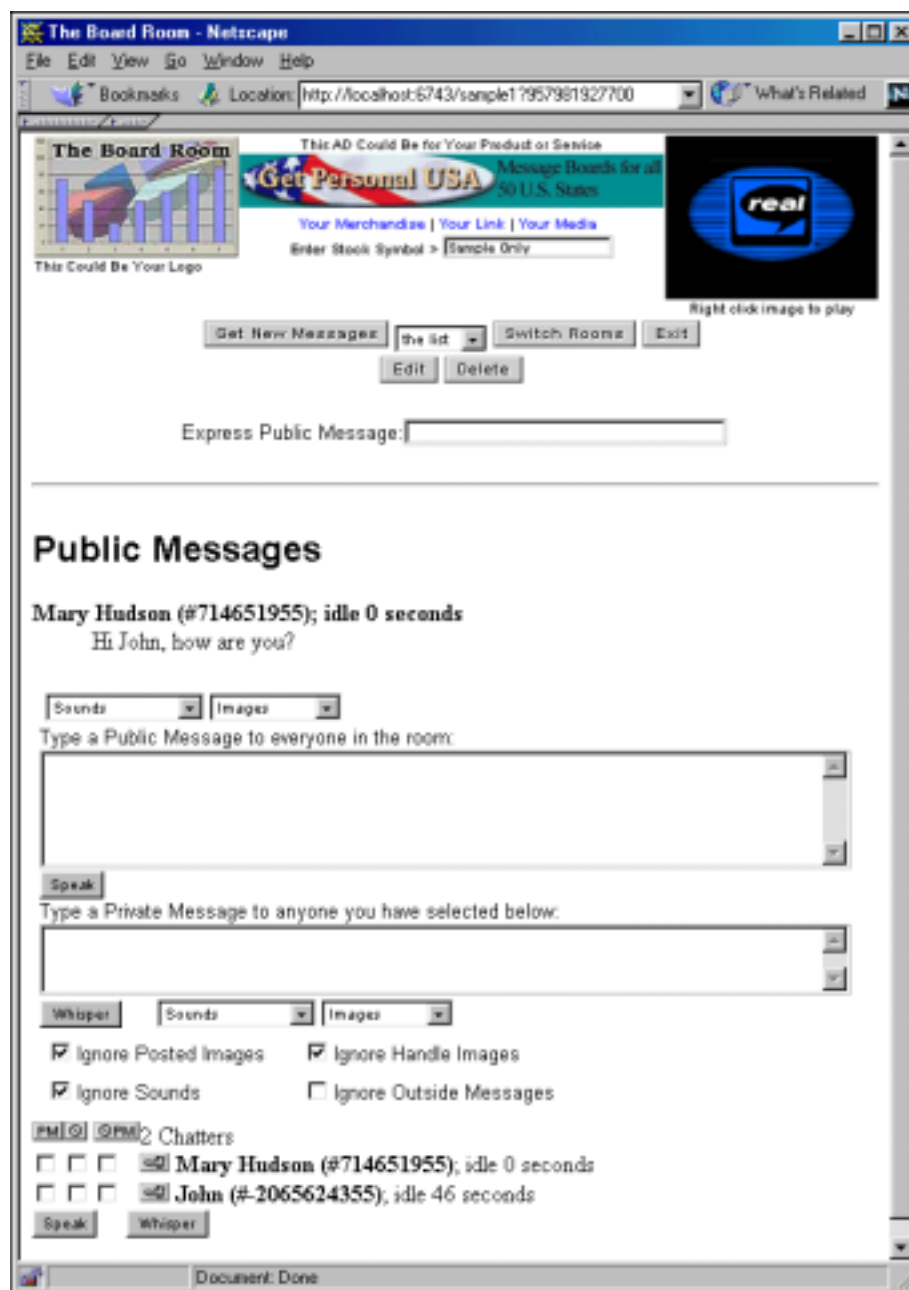 The Board Room - Netscape
File Edit View Go Window Help
Bookmarks Location: http://localhost:6743/sample1?957981927700 What's Related N
The Board Room
This Could Be Your Logo
This AD Could Be for Your Product or Service
Get Personal USA Message Boards for all
50 U.S. States
Your Merchandise | Your Link | Your Media
Enter Stock Symbol > Sample Only
real
Right click image to play
Get New Messages the list Switch Rooms Exit
Edit Delete
Express Public Message:
Public Messages
Mary Hudson (#714651955); idle 0 seconds
Hi John, how are you?
Sounds Images
Type a Public Message to everyone in the room:
Speak
Type a Private Message to anyone you have selected below:
Whisper Sounds Images
Ignore Posted Images Ignore Handle Images
Ignore Sounds Ignore Outside Messages
PM PM 2 Chatters
Mary Hudson (#714651955); idle 0 seconds
John (#-2065624355); idle 46 seconds
Speak Whisper
Document: Done